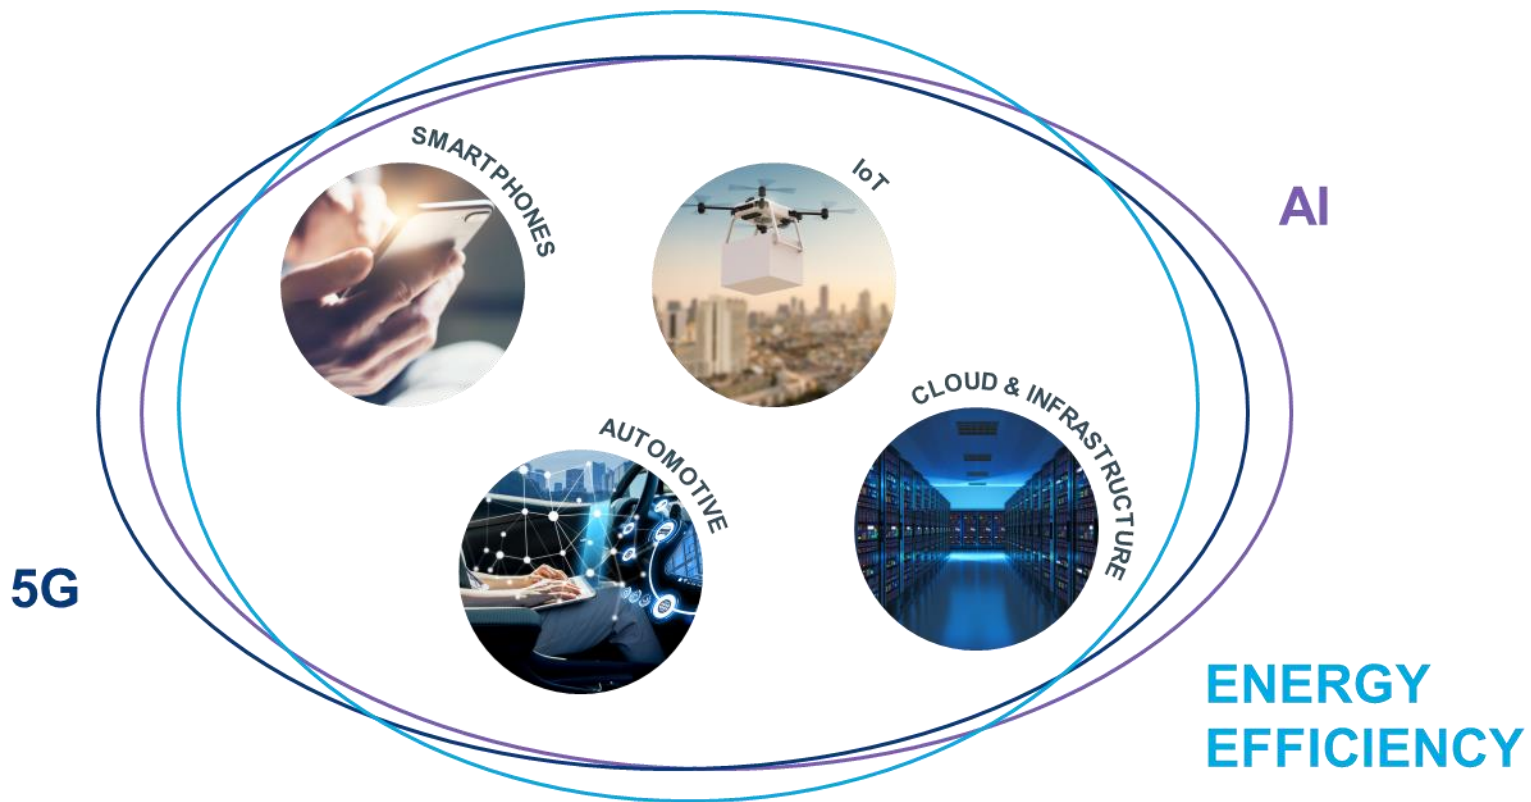 SMARTPHONES
IoT
AI
CLOUD & INFRASTRUCTURE
AUTOMOTIVE
5G
ENERGY
EFFICIENCY